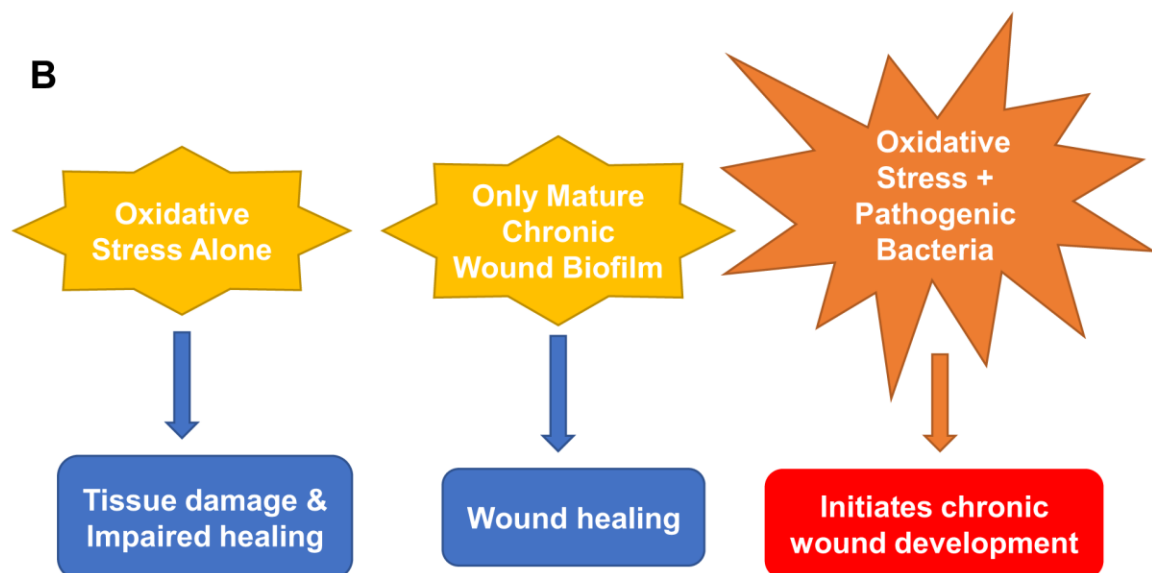 B
Oxidative
Stress Alone
Only Mature
Chronic
Wound Biofilm
Oxidative
Stress +
Pathogenic
Bacteria
Tissue damage &
Impaired healing
Wound healing
Initiates chronic
wound development